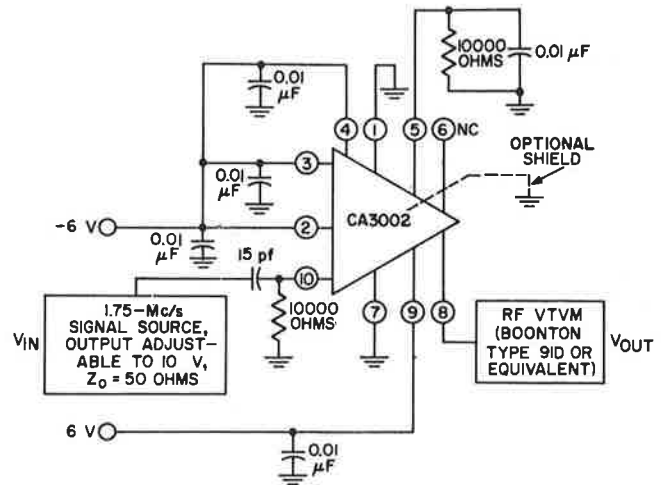 10000
OHMS
0.01 µF
0.01
µF
4
1
5
6
NC
OPTIONAL
SHIELD
3
0.01
µF
CA3002
-6 V
2
0.01
µF
15 pf
10
10000
OHMS
7
9
8
VIN
1.75-Mc/s
SIGNAL SOURCE,
OUTPUT ADJUST-
ABLE TO 10 V,
Zo = 50 OHMS
RF VTVM
(BOONTON
TYPE 91D OR
EQUIVALENT)
VOUT
6 V
0.01
µF